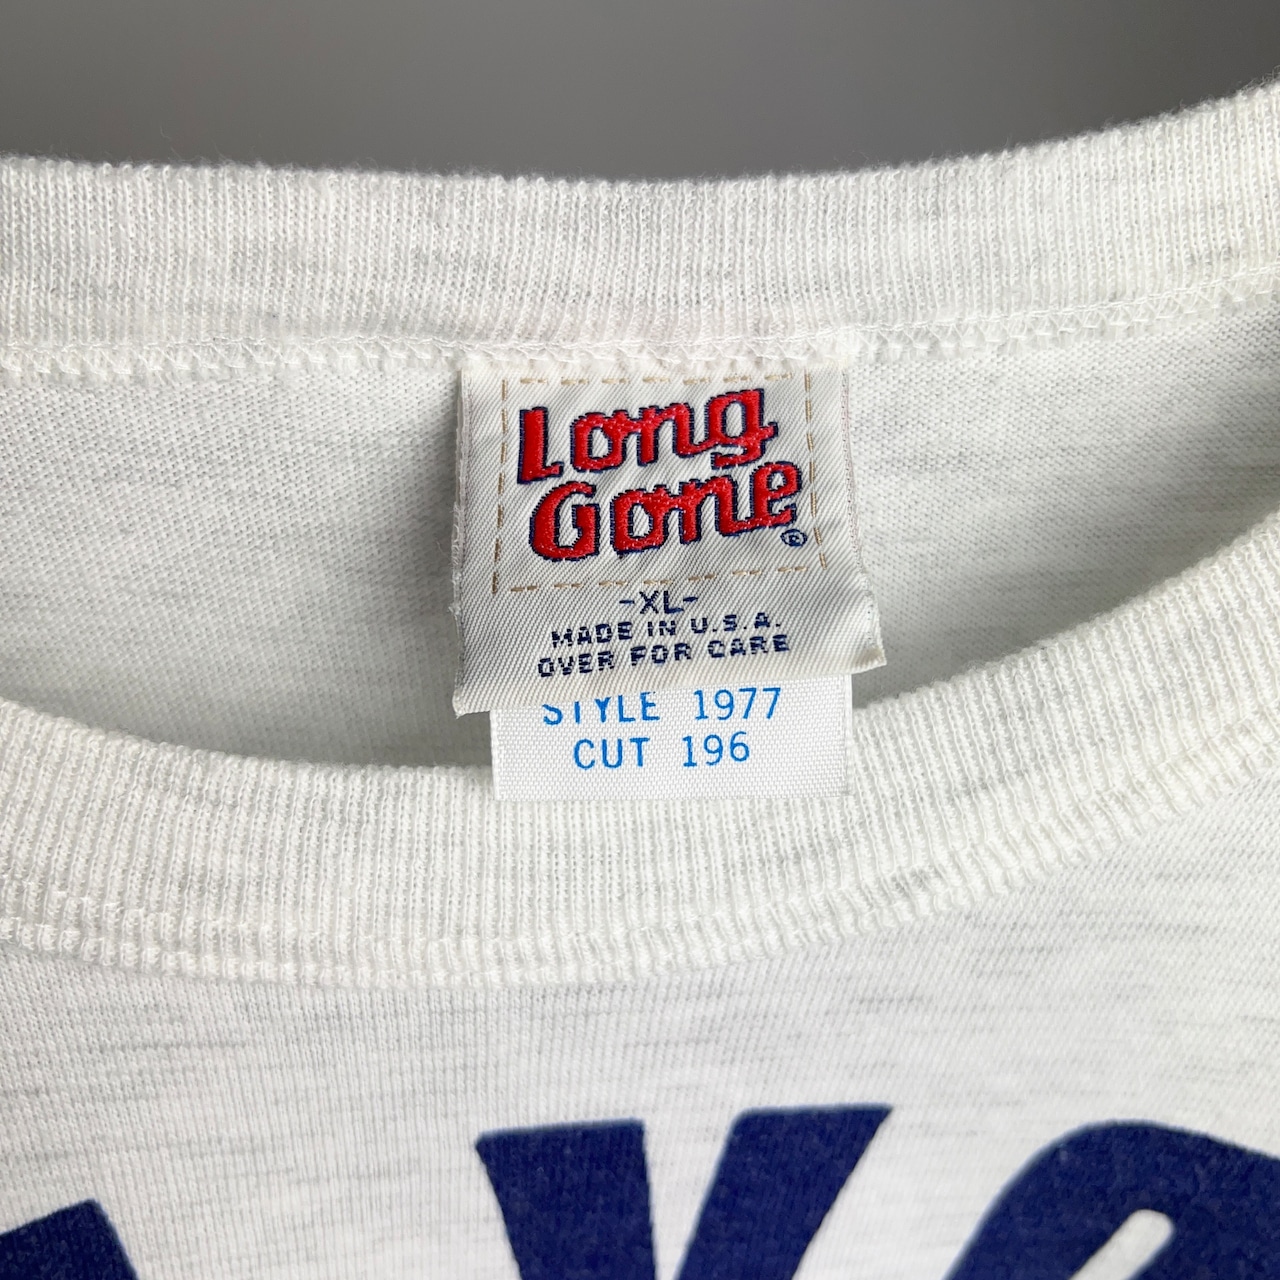 Long
Gone®
-XL-
MADE IN U.S.A.
OVER FOR CARE
STYLE 1977
CUT 196